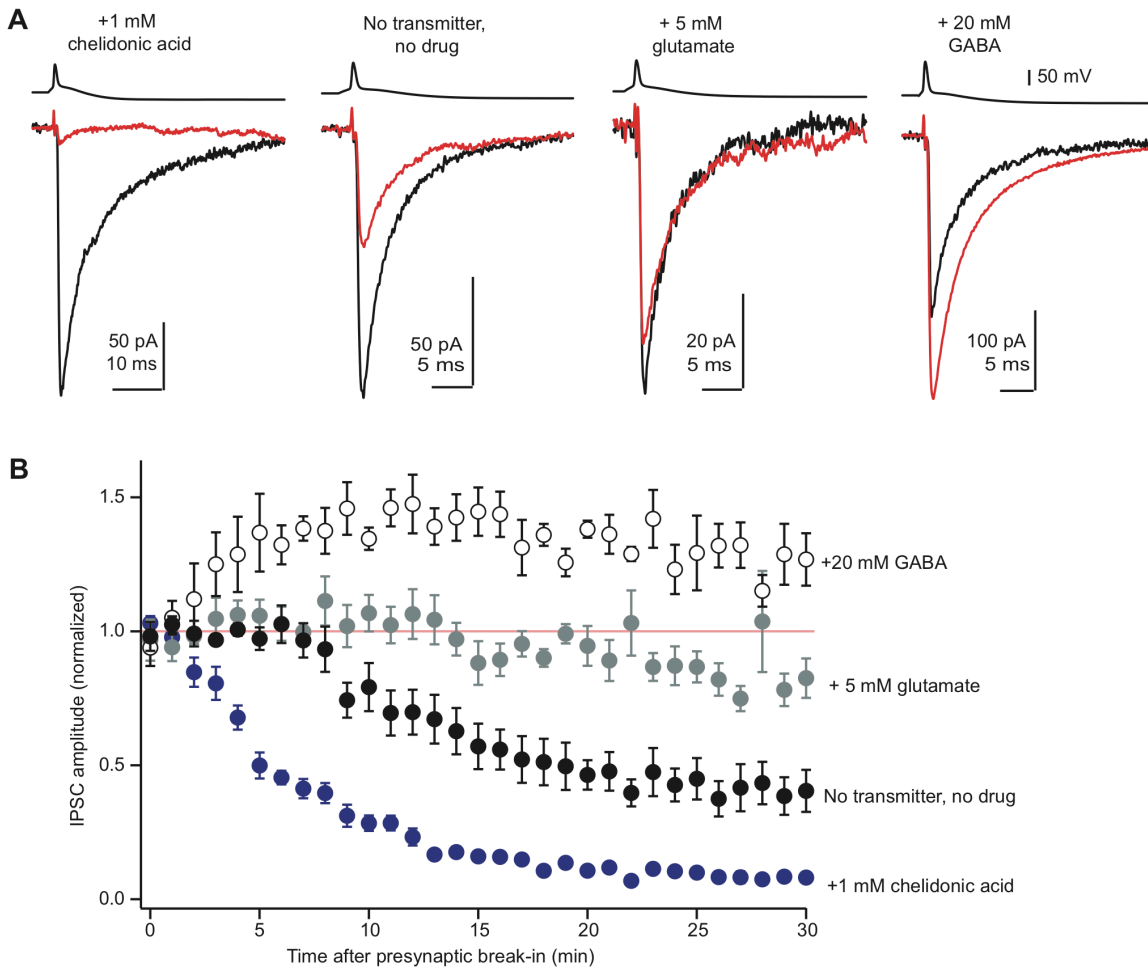 A
+1 mM
chelidonic acid
No transmitter,
no drug
+ 5 mM
glutamate
+ 20 mM
GABA
50 mV
50 pA
10 ms
50 pA
5 ms
20 pA
5 ms
100 pA
5 ms
B
IPSC amplitude (normalized)
1.5
1.0
0.5
0.0
+20 mM GABA
+ 5 mM glutamate
No transmitter, no drug
+1 mM chelidonic acid
0 5 10 15 20 25 30
Time after presynaptic break-in (min)